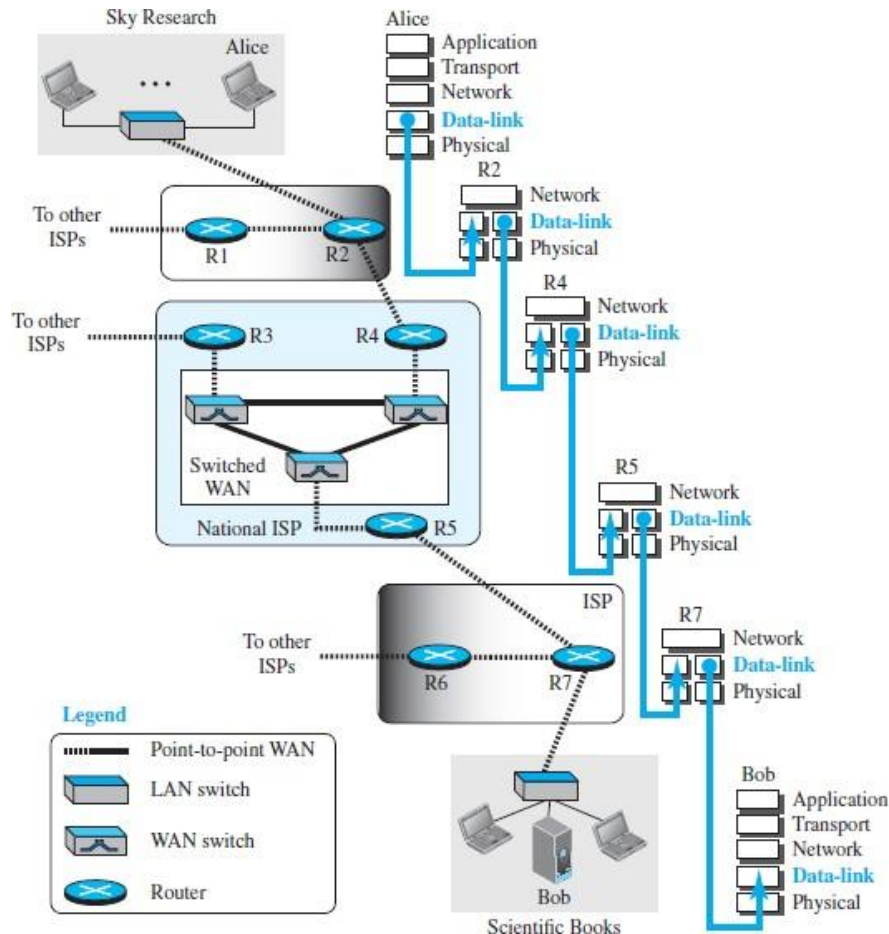 Sky Research
Alice
Alice
Application
Transport
Network
Data-link
Physical
R2
Network
Data-link
Physical
To other
ISPs
R1
R2
R4
Network
Data-link
Physical
To other
ISPs
R3
R4
Switched
WAN
National ISP
R5
R5
Network
Data-link
Physical
ISP
To other
ISPs
R6
R7
R7
Network
Data-link
Physical
Legend
Point-to-point WAN
LAN switch
WAN switch
Router
Bob
Scientific Books
Bob
Application
Transport
Network
Data-link
Physical